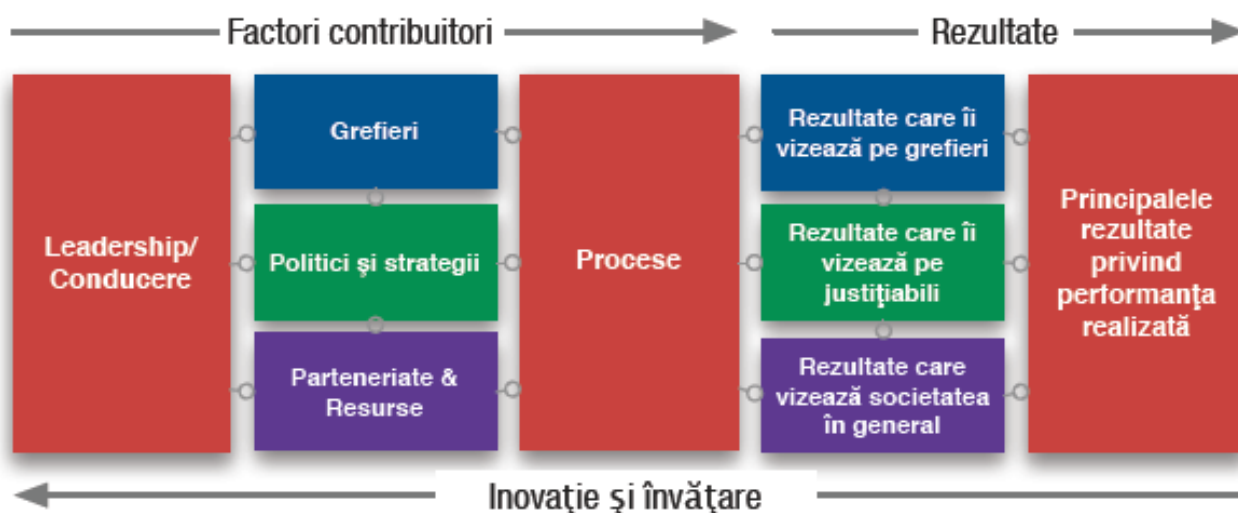 Factori contribuitori
Rezultate
Leadership/
Conducere
Grefieri
Politici şi strategii
Parteneriate &
Resurse
Procese
Rezultate care îi
vizează pe grefieri
Rezultate care îi
vizează pe
justiţiabili
Rezultate care
vizează societatea
în general
Principalele
rezultate
privind
performanţa
realizată
Inovaţie şi învăţare